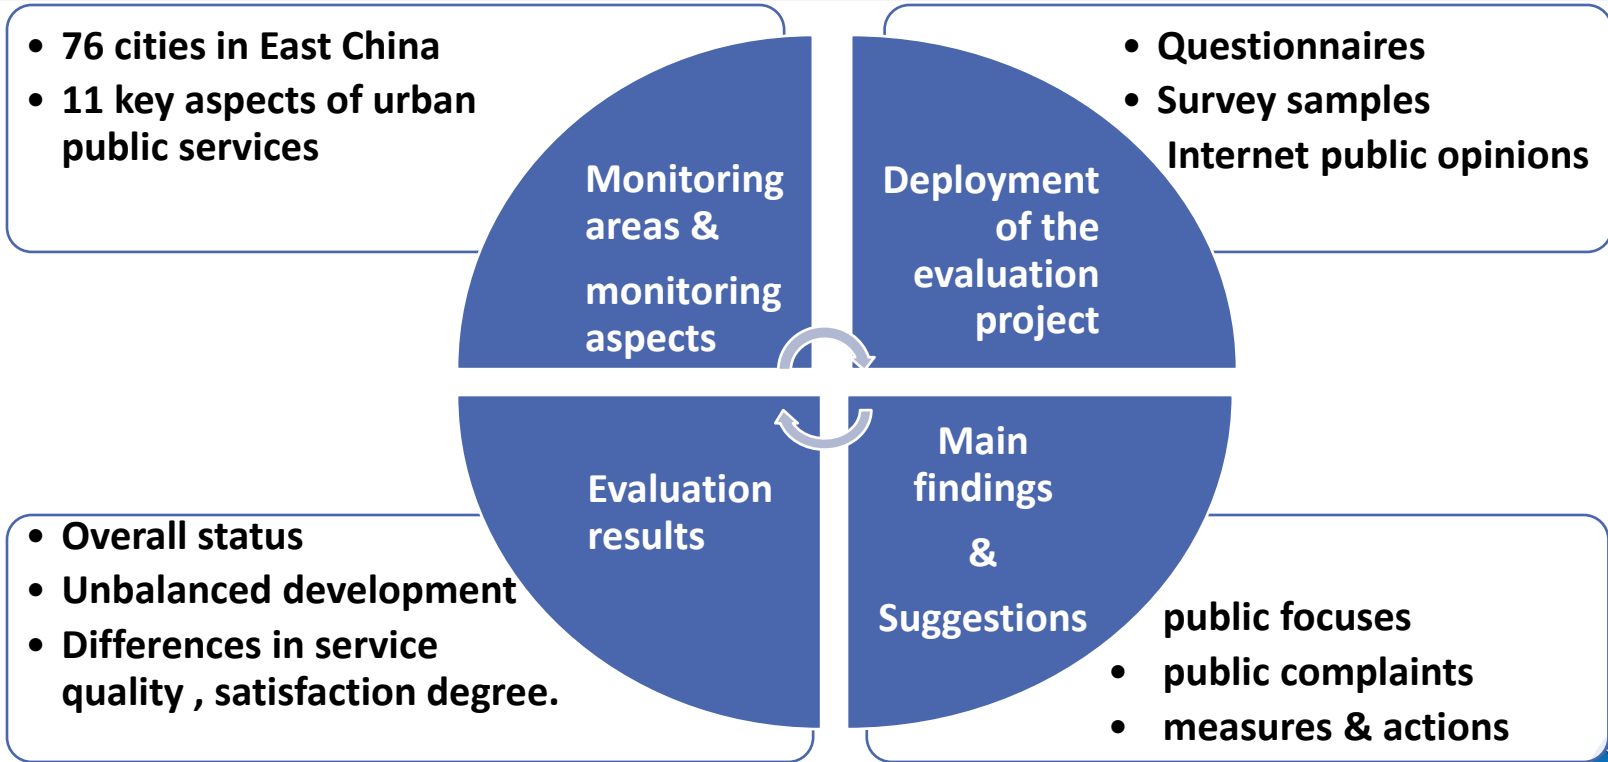 • 76 cities in East China
• 11 key aspects of urban
public services
Monitoring
areas &
monitoring
aspects
• Questionnaires
• Survey samples
Internet public opinions
Deployment
of the
evaluation
project
Evaluation
results
• Overall status
• Unbalanced development
• Differences in service
quality , satisfaction degree.
Main
findings
&
Suggestions
public focuses
• public complaints
• measures & actions